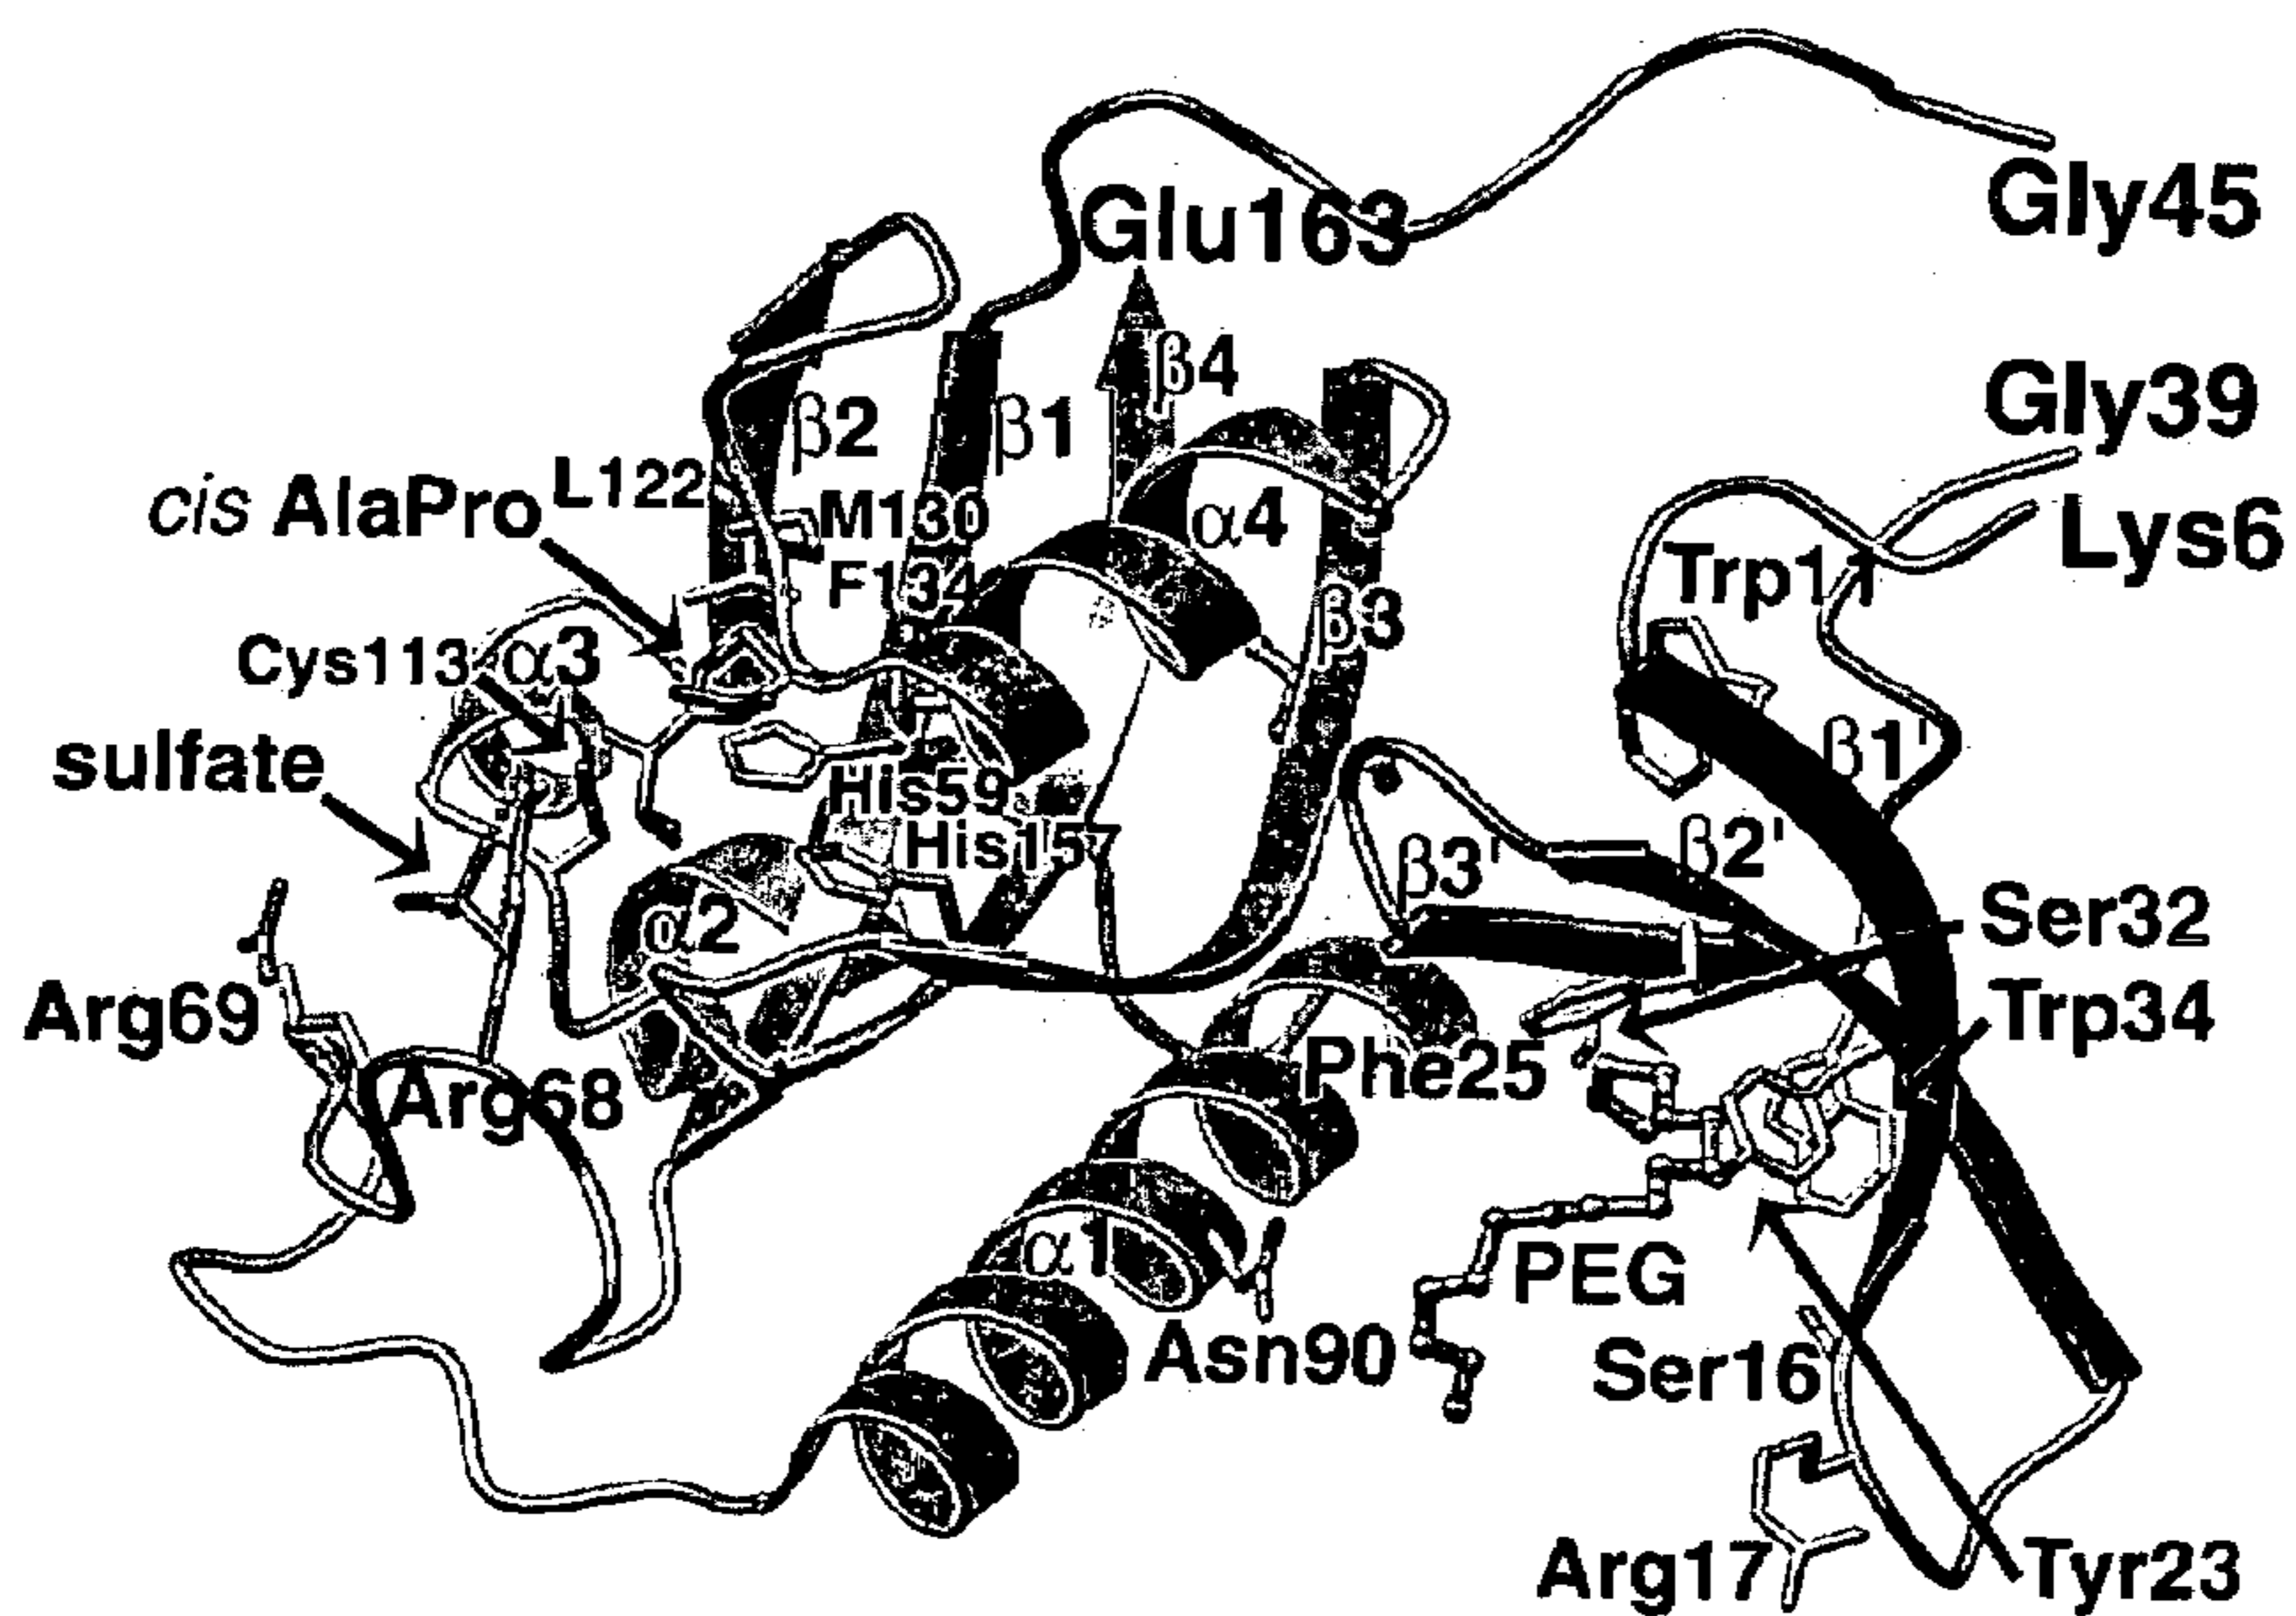 Gly45
Glu163
β4
Gly39
β2
β1
cis AlaPro
L122
M130
α4
Lys6
F134
Trp11
β3
Cys113
α3
sulfate
β1'
His59
His157
β3'
β2'
α2
Ser32
Arg69
Trp34
Phe25
Arg68
α1
PEG
Asn90
Ser16
Arg17
Tyr23